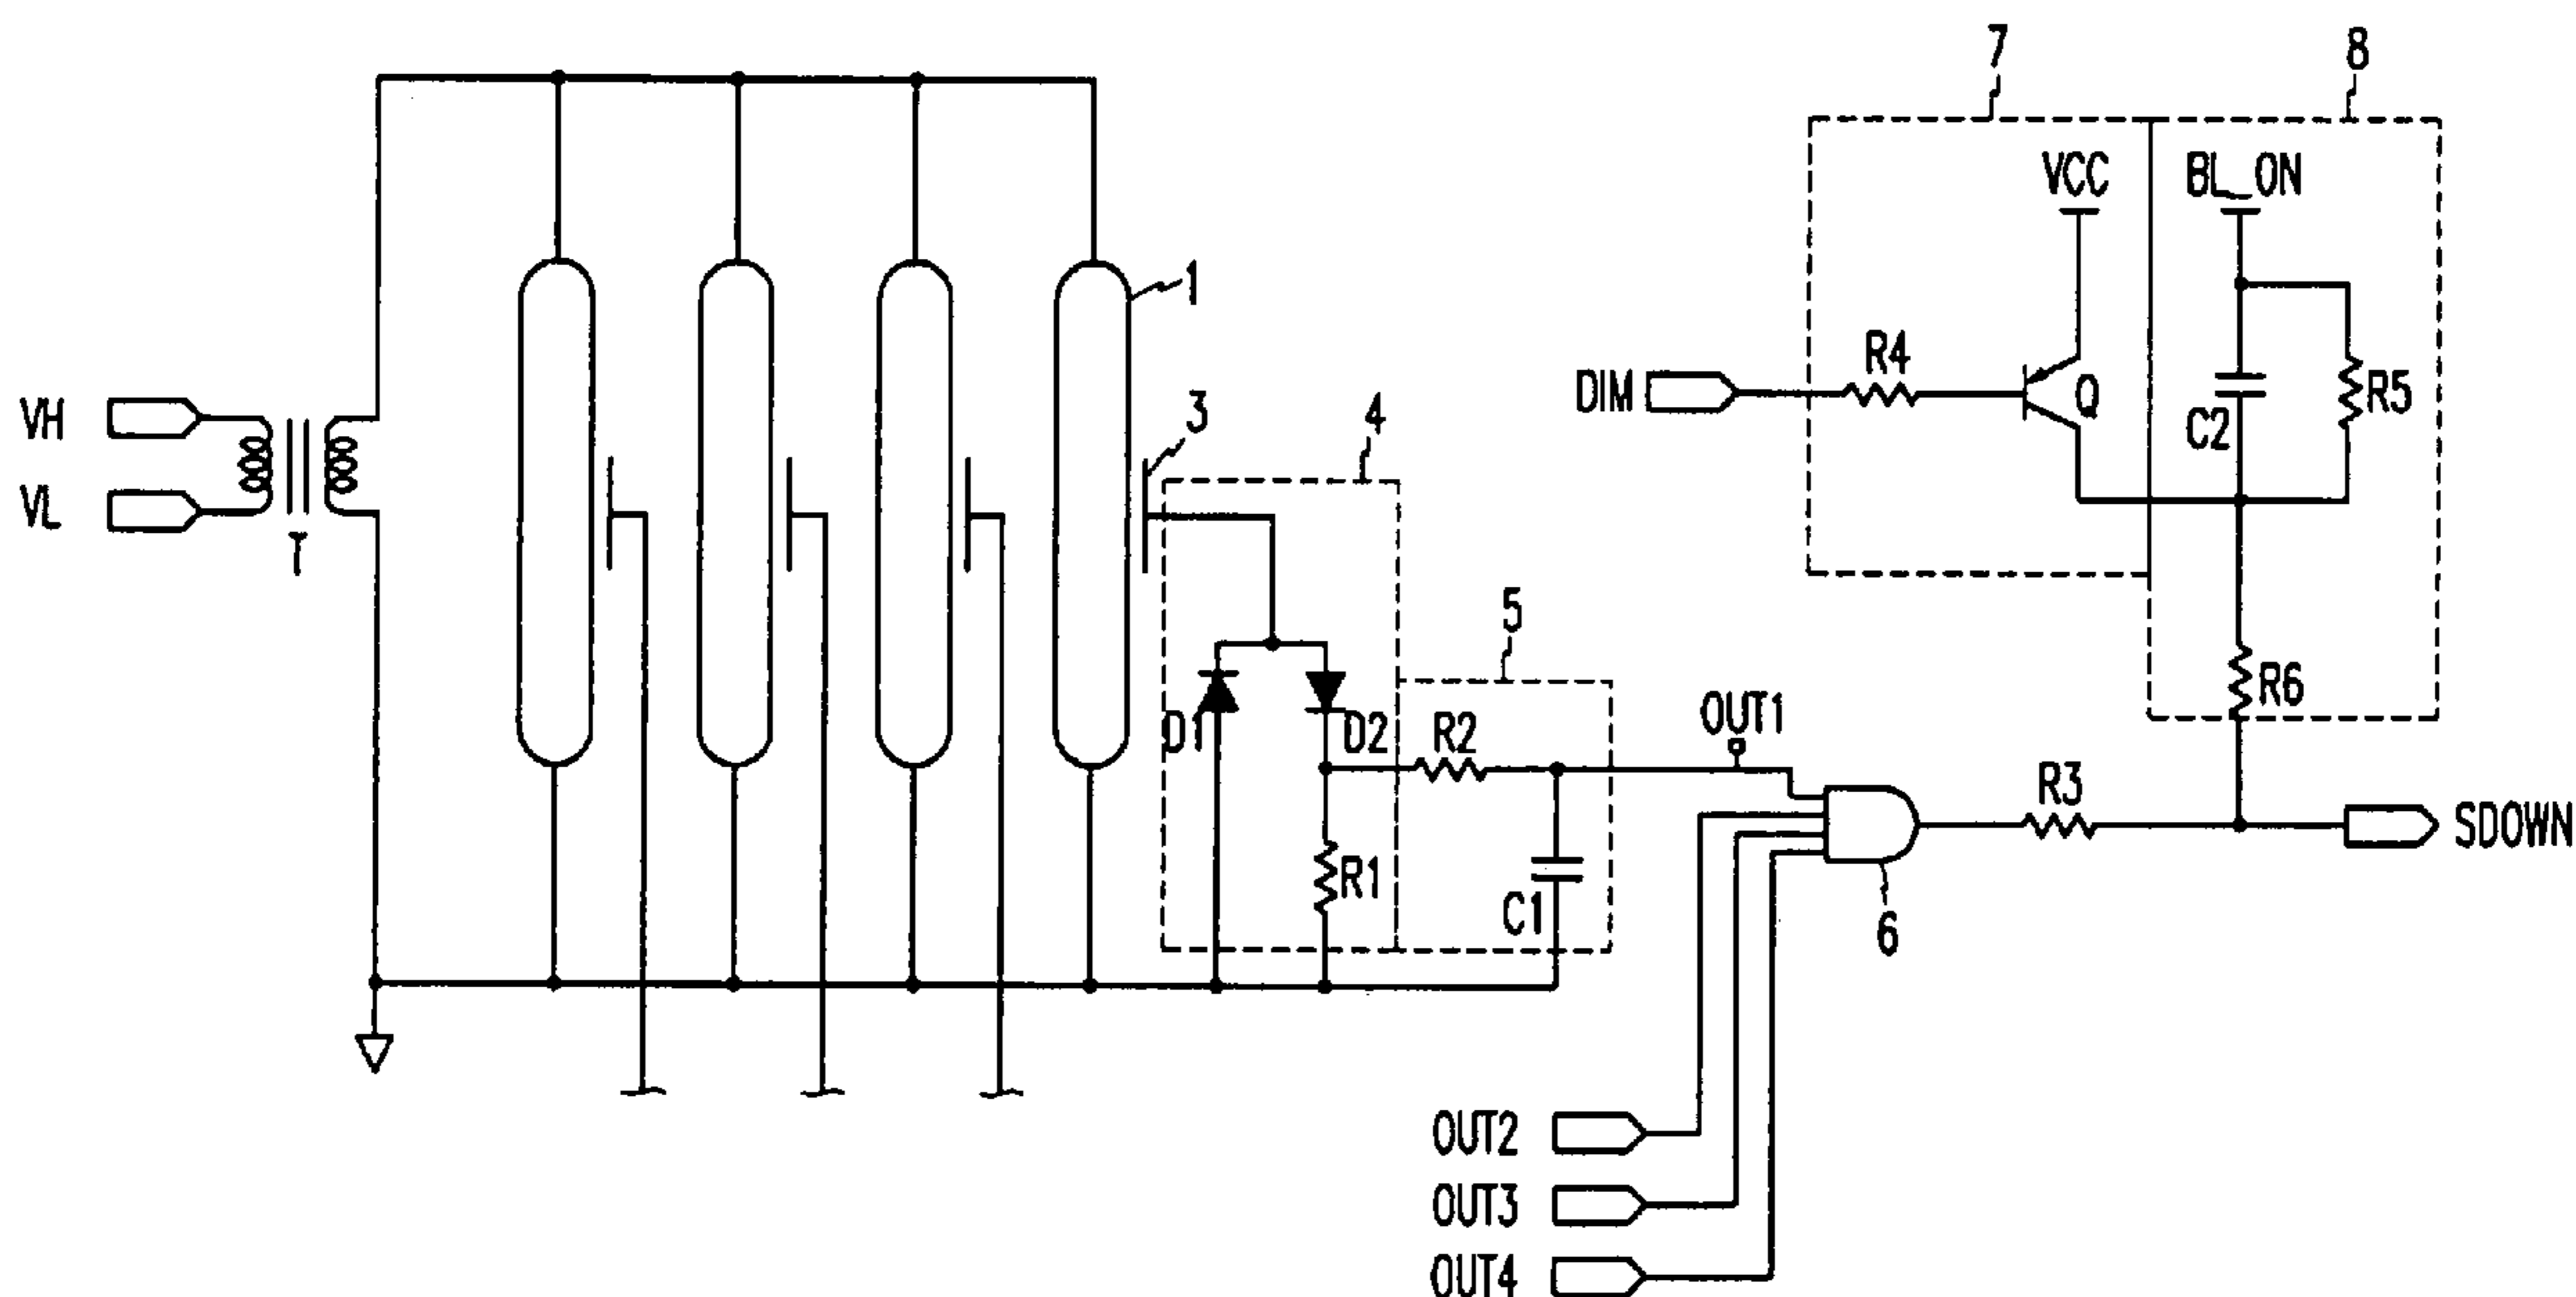 7
8
VCC
BL_ON
1
R4
DIM
Q
R5
C2
VH
3
4
VL
T
5
R6
OUT1
D1
D2
R2
R3
SDOWN
R1
C1
6
OUT2
OUT3
OUT4